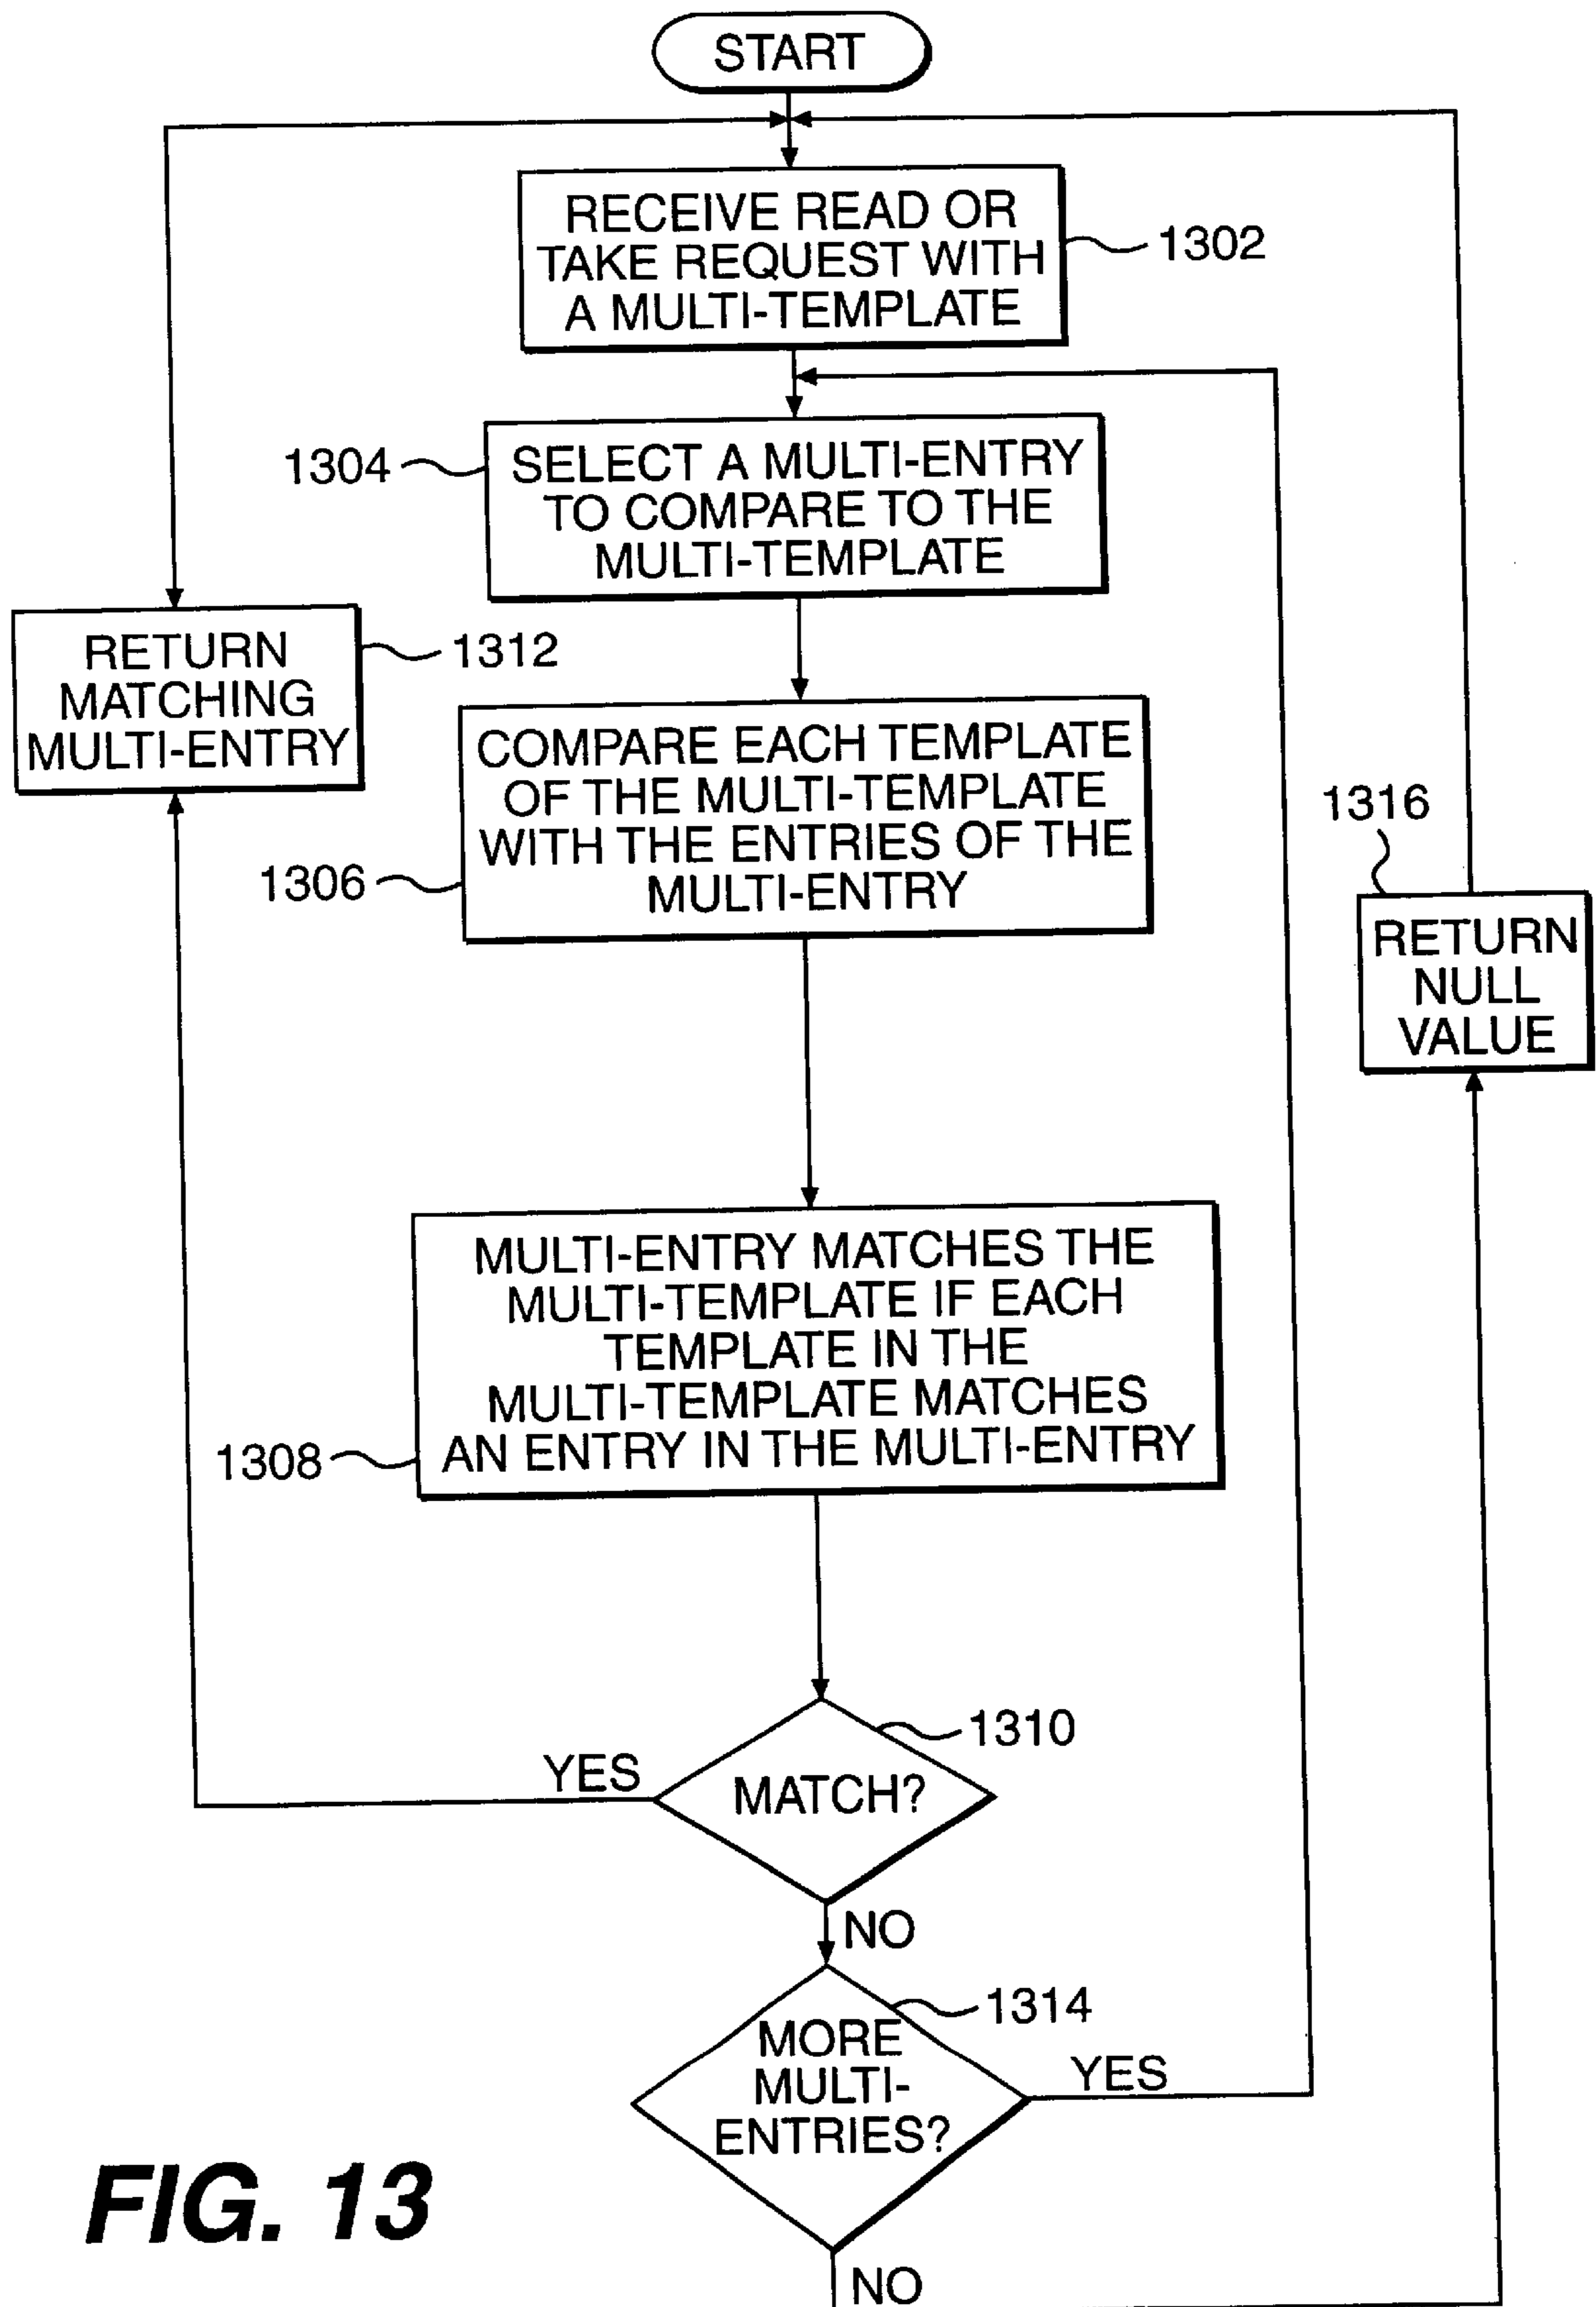 START
RECEIVE READ OR
TAKE REQUEST WITH
A MULTI-TEMPLATE
1302
1304
SELECT A MULTI-ENTRY
TO COMPARE TO THE
MULTI-TEMPLATE
RETURN
MATCHING
MULTI-ENTRY
1312
COMPARE EACH TEMPLATE
OF THE MULTI-TEMPLATE
WITH THE ENTRIES OF THE
MULTI-ENTRY
1306
1316
RETURN
NULL
VALUE
MULTI-ENTRY MATCHES THE
MULTI-TEMPLATE IF EACH
TEMPLATE IN THE
MULTI-TEMPLATE MATCHES
AN ENTRY IN THE MULTI-ENTRY
1308
1310
YES
MATCH?
NO
1314
MORE
MULTI-
ENTRIES?
YES
NO
FIG. 13